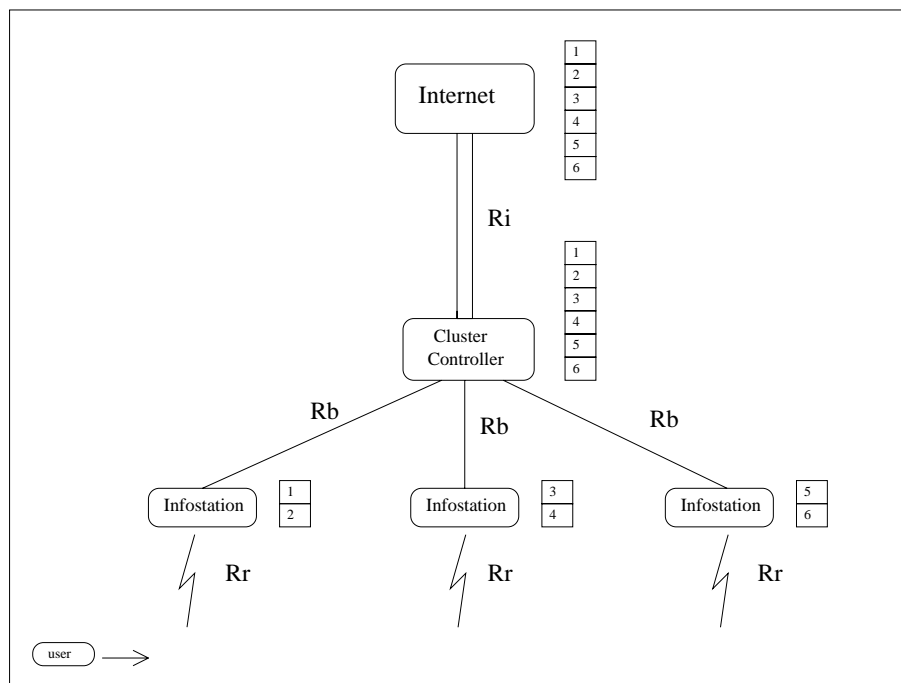 Internet
1
2
3
4
5
6
Ri
Cluster
Controller
1
2
3
4
5
6
Rb
Rb
Rb
Infostation
1
2
Infostation
3
4
Infostation
5
6
Rr
Rr
Rr
user